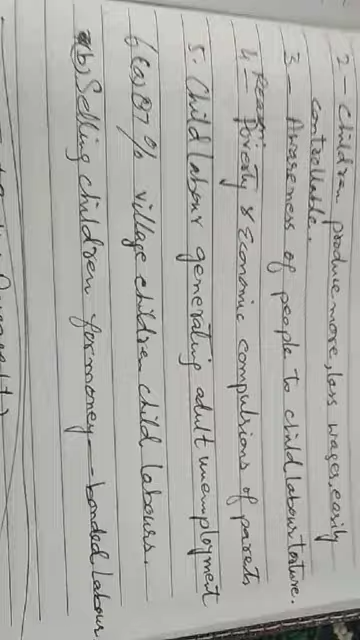 2- Children produce more, less wages, easily
controllable.
3- Awareness of people to child labour torture.
Reason:
4- Poverty & Economic compulsions of parets
5. Child labour generating adult unemployment
6(a) 87% village children child labours.
(b) Selling children for money - bonded labour